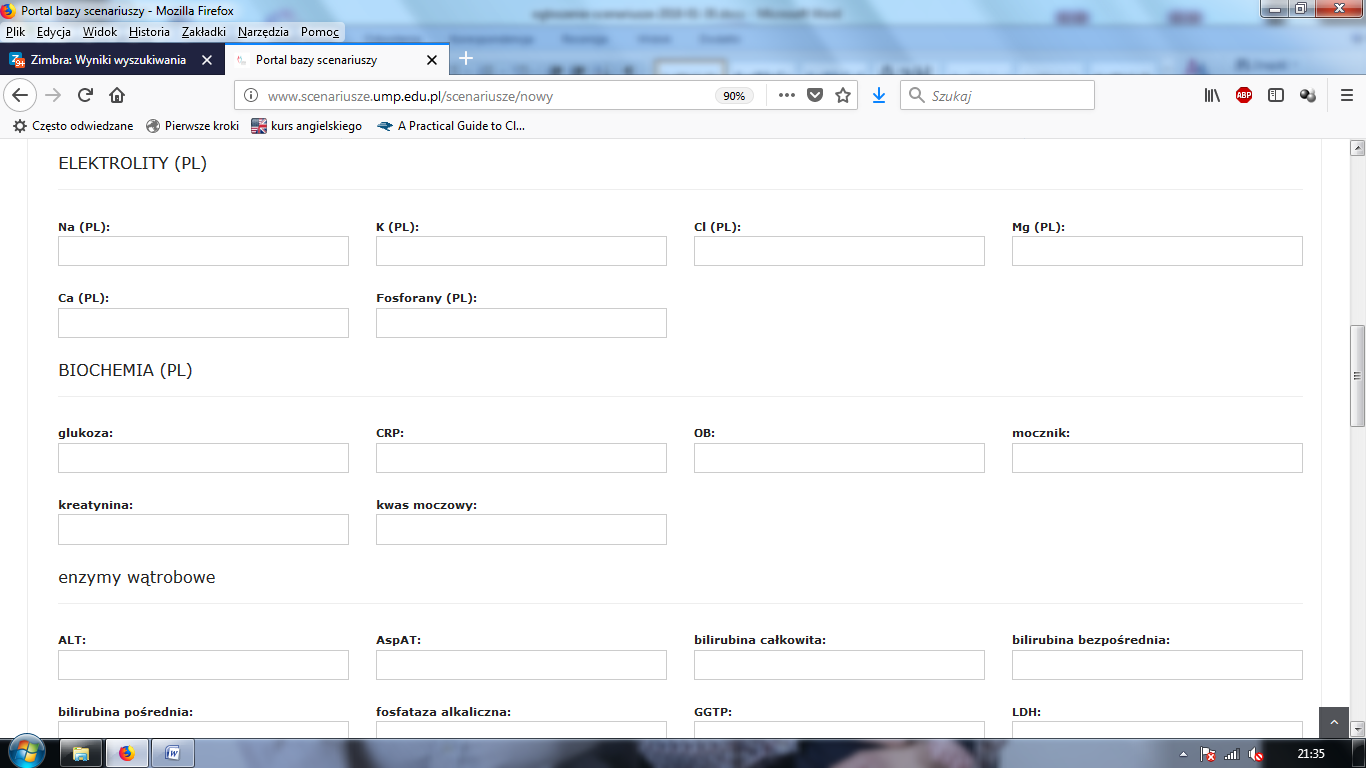 Portal bazy scenariuszy - Mozilla Firefox
Plik Edycja Widok Historia Zakładki Narzędzia Pomoc
Zimbra: Wyniki wyszukiwania
Portal bazy scenariuszy
www.scenariusze.ump.edu.pl/scenariusze/nowy
90%
Szukaj
ABP
Często odwiedzane
Pierwsze kroki
kurs angielskiego
A Practical Guide to Cl...
ELEKTROLITY (PL)
Na (PL): K (PL): Cl (PL): Mg (PL):
Ca (PL): Fosforany (PL):
BIOCHEMIA (PL)
glukoza: CRP: OB: mocznik:
kreatynina: kwas moczowy:
enzymy wątrobowe
ALT: AspAT: bilirubina całkowita: bilirubina bezpośrednia:
bilirubina pośrednia: fosfataza alkaliczna: GGTP: LDH:
21:35